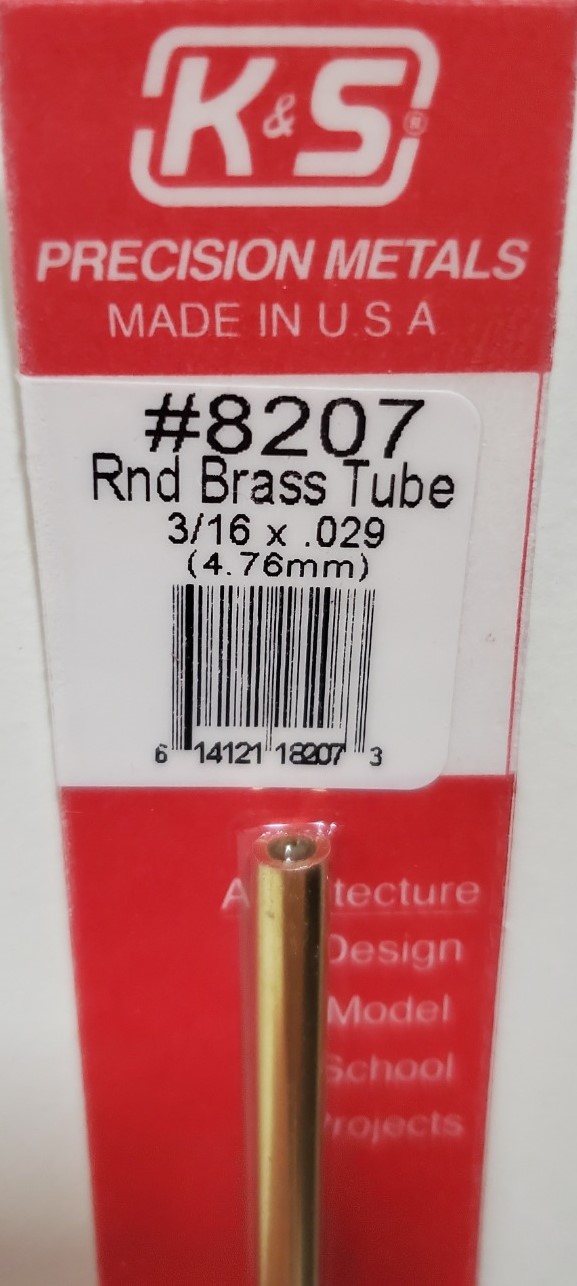 K&S®
PRECISION METALS
MADE IN U.S.A
#8207
Rnd Brass Tube
3/16 x .029
(4.76mm)
6 14121 18207 3
A tecture
Design
Model
School
Projects